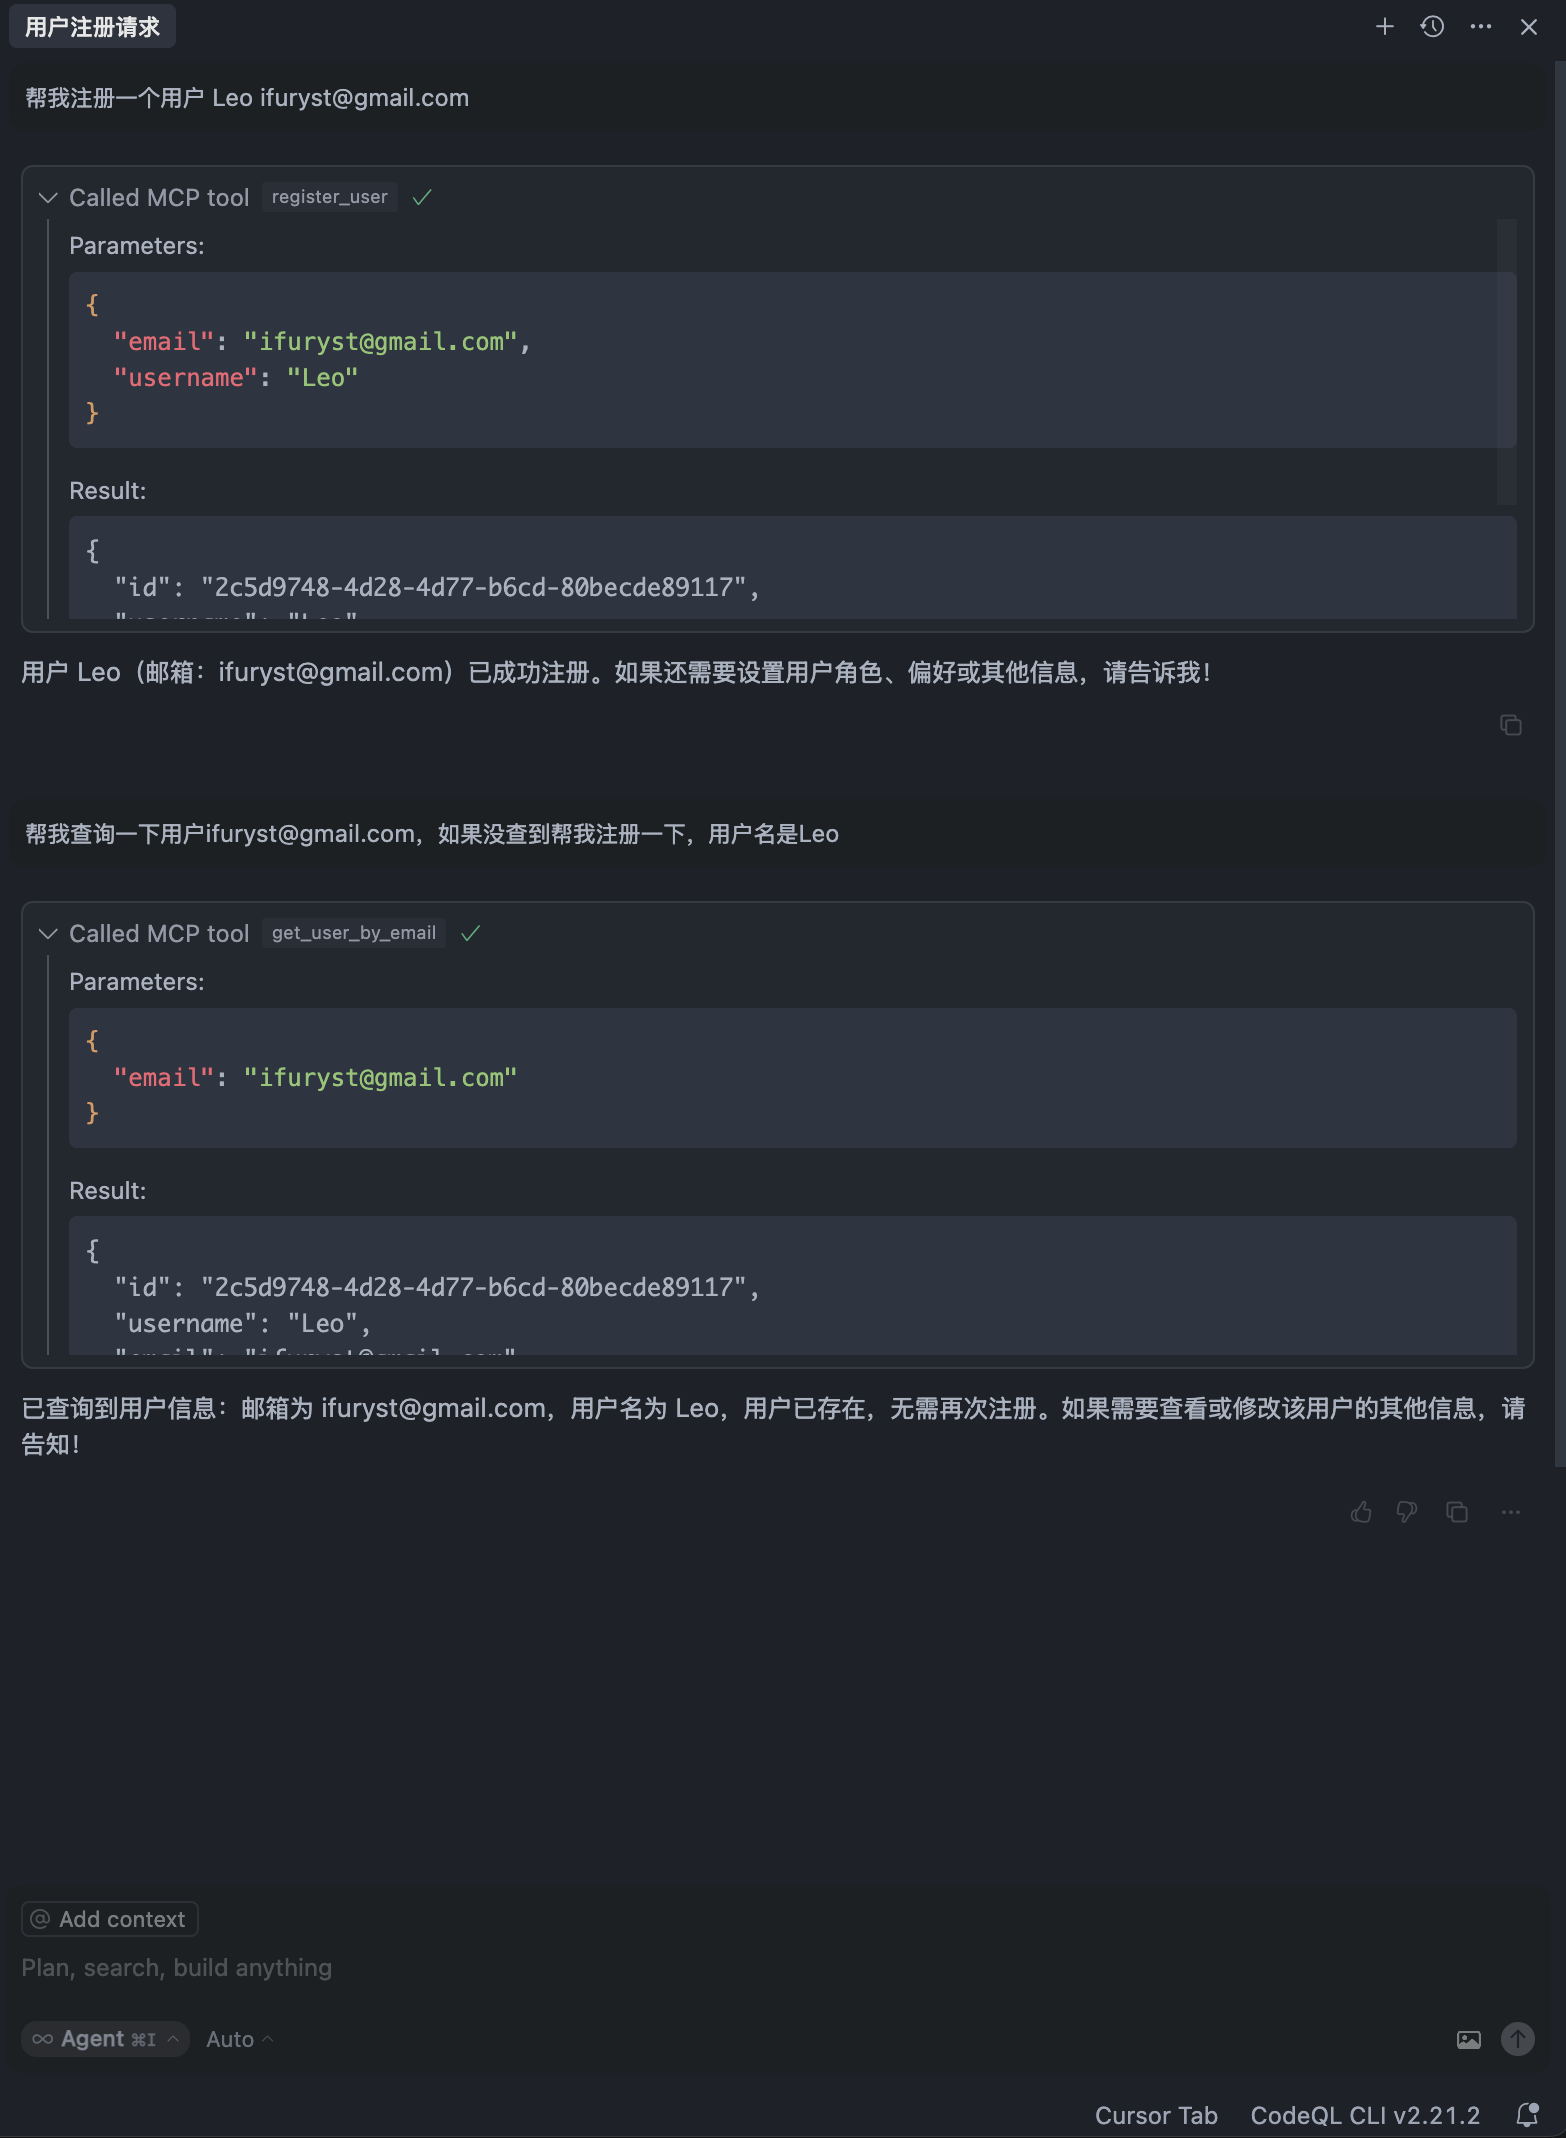 用户注册请求
帮我注册一个用户 Leo ifuryst@gmail.com
Called MCP tool register_user
Parameters:
{
"email": "ifuryst@gmail.com",
"username": "Leo"
}
Result:
{
"id": "2c5d9748-4d28-4d77-b6cd-80becde89117",
"username": "Leo"
用户 Leo（邮箱：ifuryst@gmail.com）已成功注册。如果还需要设置用户角色、偏好或其他信息，请告诉我！
帮我查询一下用户ifuryst@gmail.com，如果没查到帮我注册一下，用户名是Leo
Called MCP tool get_user_by_email
Parameters:
{
"email": "ifuryst@gmail.com"
}
Result:
{
"id": "2c5d9748-4d28-4d77-b6cd-80becde89117",
"username": "Leo",
"email": "ifuryst@gmail.com"
已查询到用户信息：邮箱为 ifuryst@gmail.com，用户名为 Leo，用户已存在，无需再次注册。如果需要查看或修改该用户的其他信息，请
告知！
@ Add context
Plan, search, build anything
∞ Agent ⌘I Auto
Cursor Tab CodeQL CLI v2.21.2